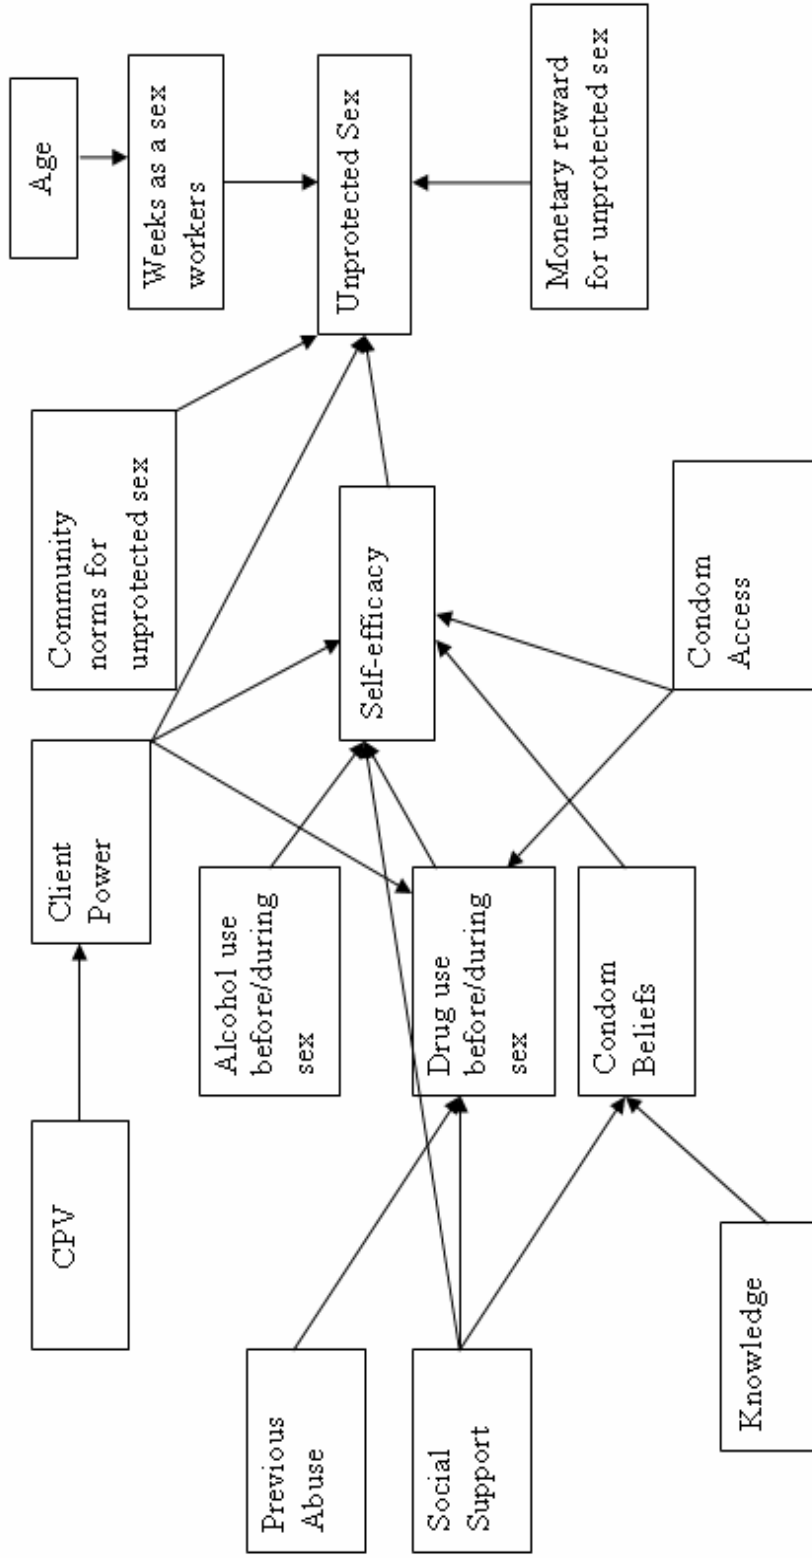 CPV
Client
Power
Community
norms for
unprotected sex
Age
Weeks as a sex
workers
Previous
Abuse
Alcohol use
before/during
sex
Self-efficacy
Unprotected Sex
Social
Support
Drug use
before/during
sex
Condom
Beliefs
Monetary reward
for unprotected sex
Knowledge
Condom
Access